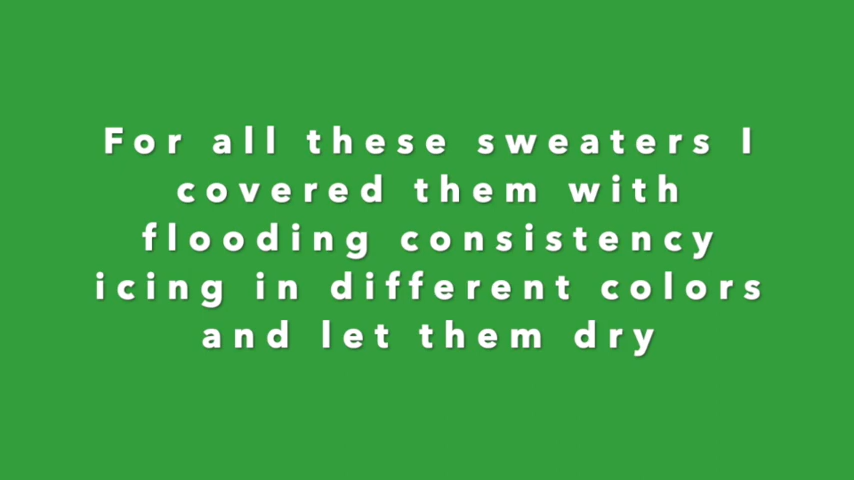 For all these sweaters I
covered them with
flooding consistency
icing in different colors
and let them dry